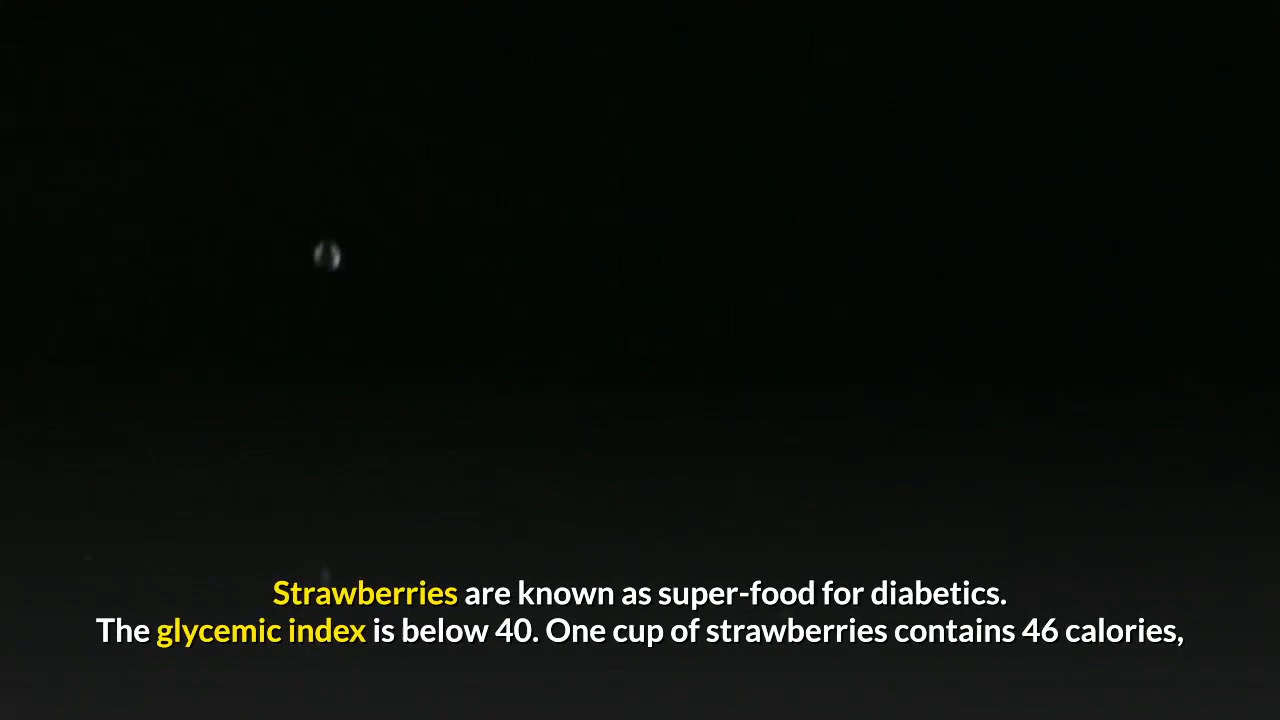 Strawberries are known as super-food for diabetics.
The glycemic index is below 40. One cup of strawberries contains 46 calories,